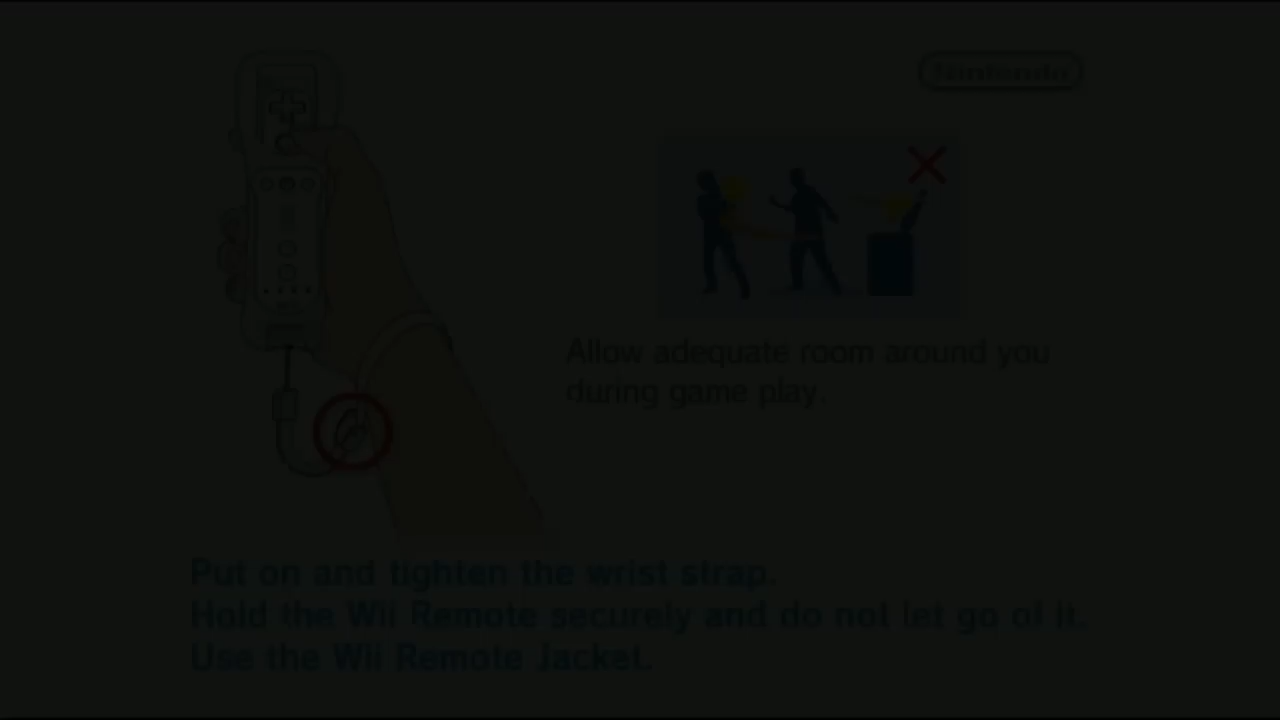 Nintendo
Allow adequate room around you
during game play.
Put on and tighten the wrist strap.
Hold the Wii Remote securely and do not let go of it.
Use the Wii Remote Jacket.